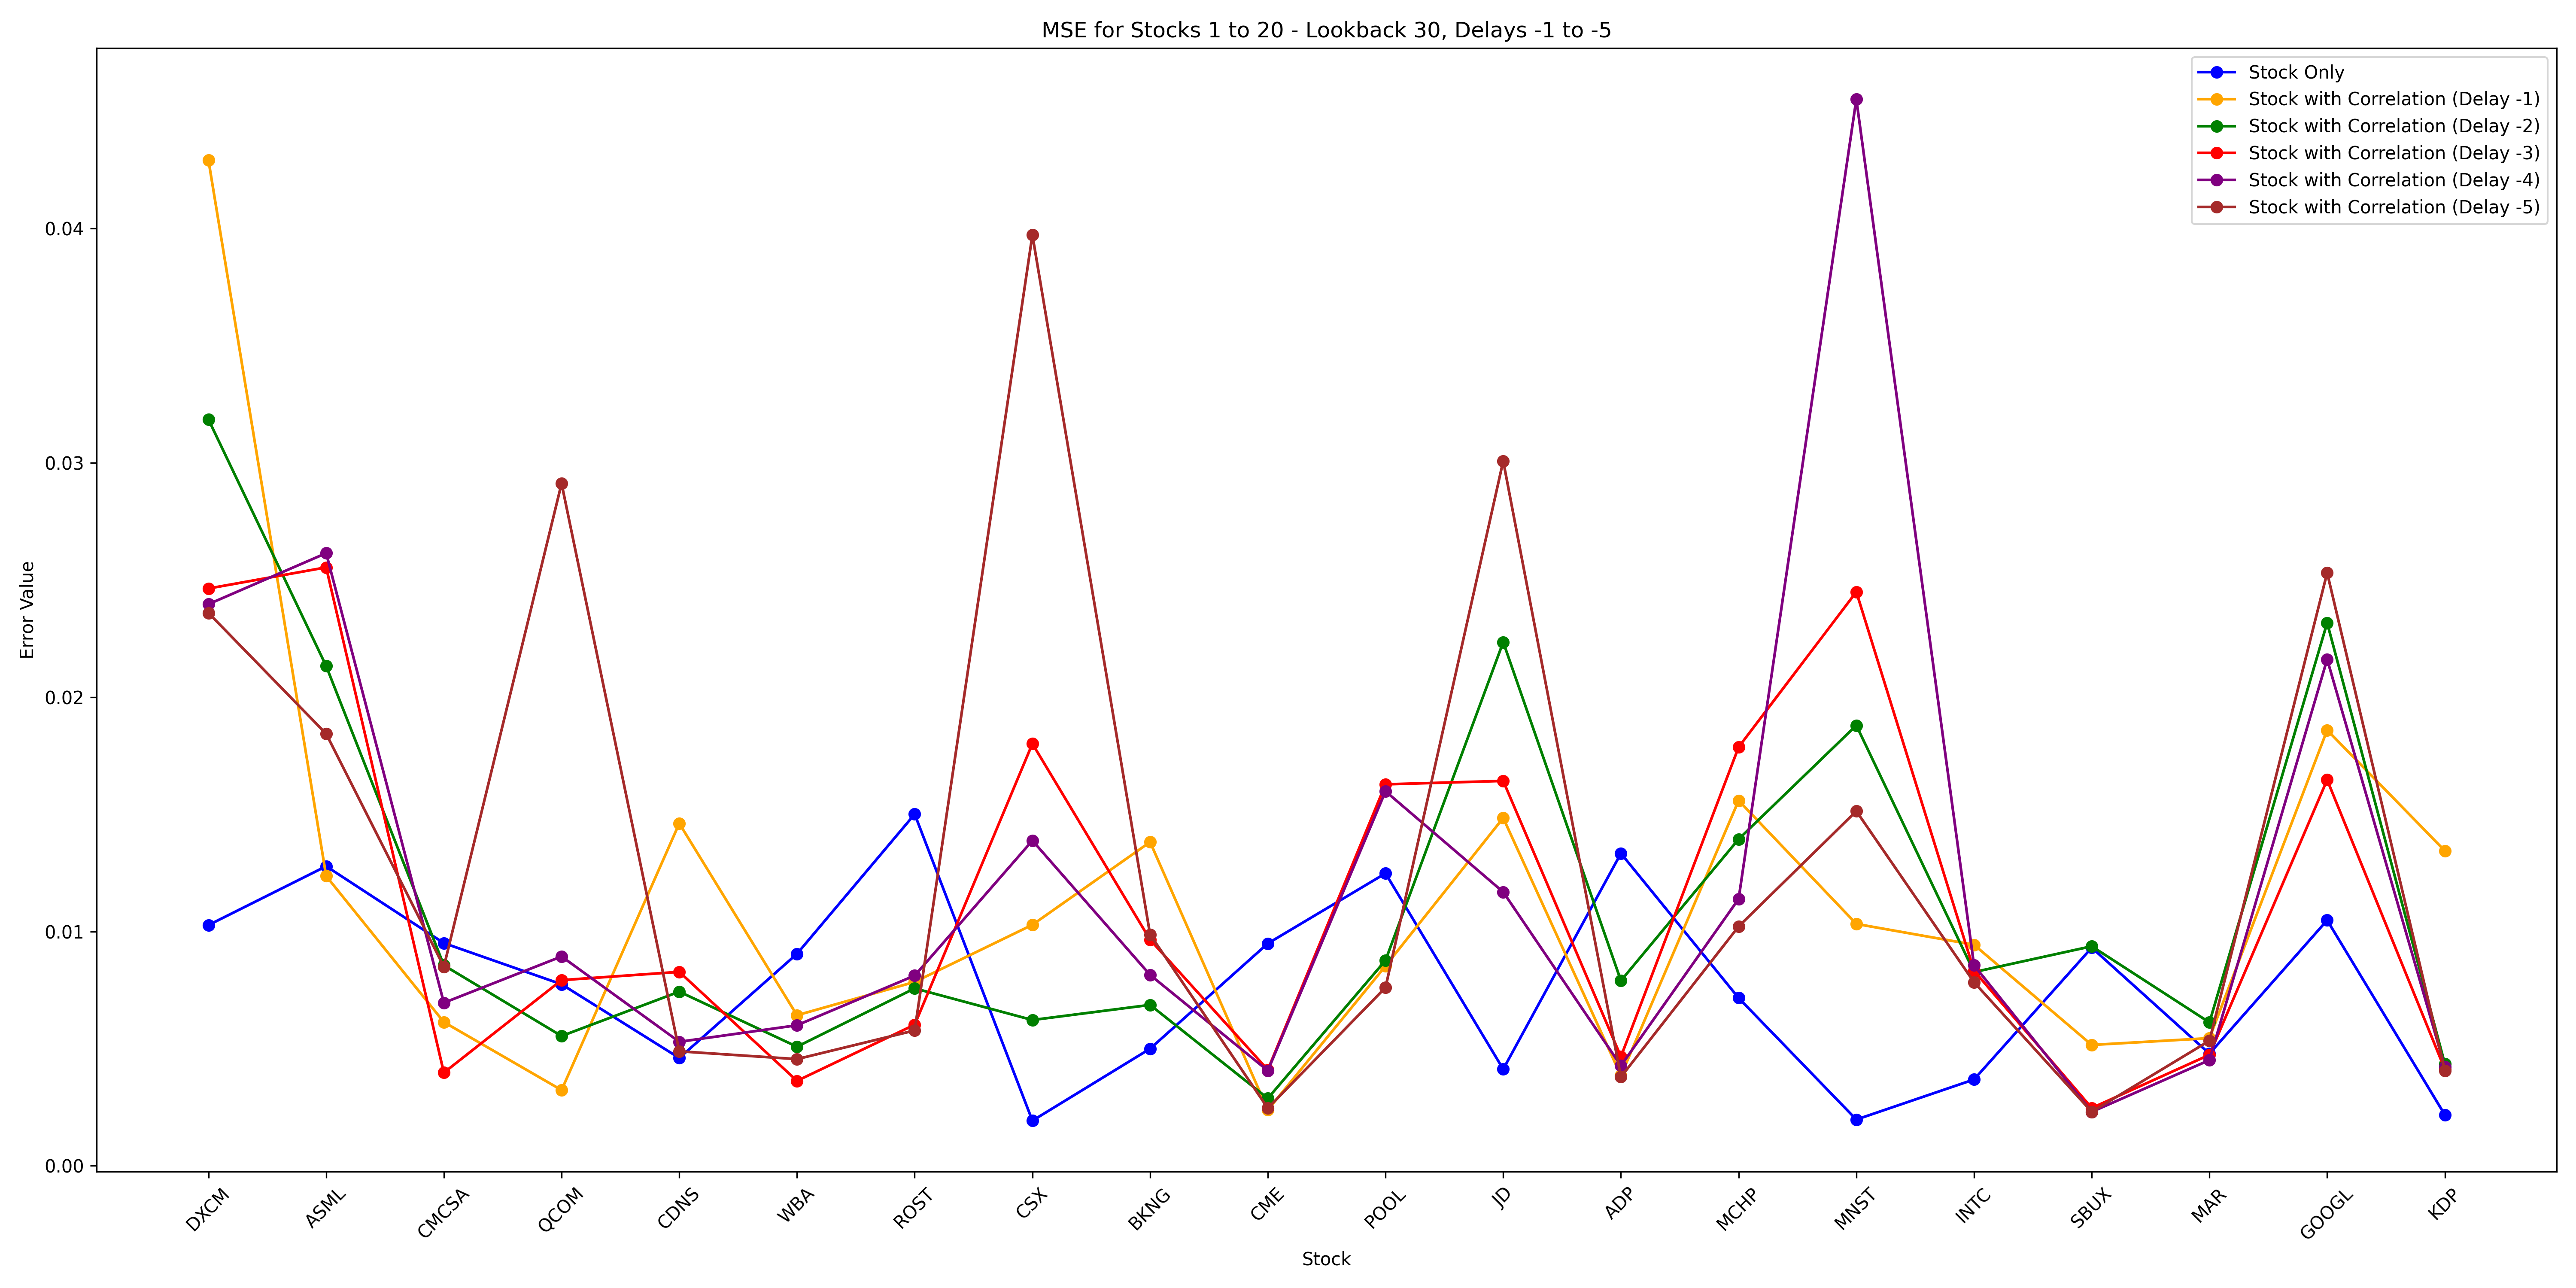 MSE for Stocks 1 to 20 - Lookback 30, Delays -1 to -5
Stock Only
Stock with Correlation (Delay -1)
Stock with Correlation (Delay -2)
Stock with Correlation (Delay -3)
Stock with Correlation (Delay -4)
Stock with Correlation (Delay -5)
Error Value
0.04
0.03
0.02
0.01
0.00
DXCM
ASML
CMCSA
QCOM
CDNS
WBA
ROST
CSX
BKNG
CME
POOL
JD
ADP
MCHP
MNST
INTC
SBUX
MAR
GOOGL
KDP
Stock